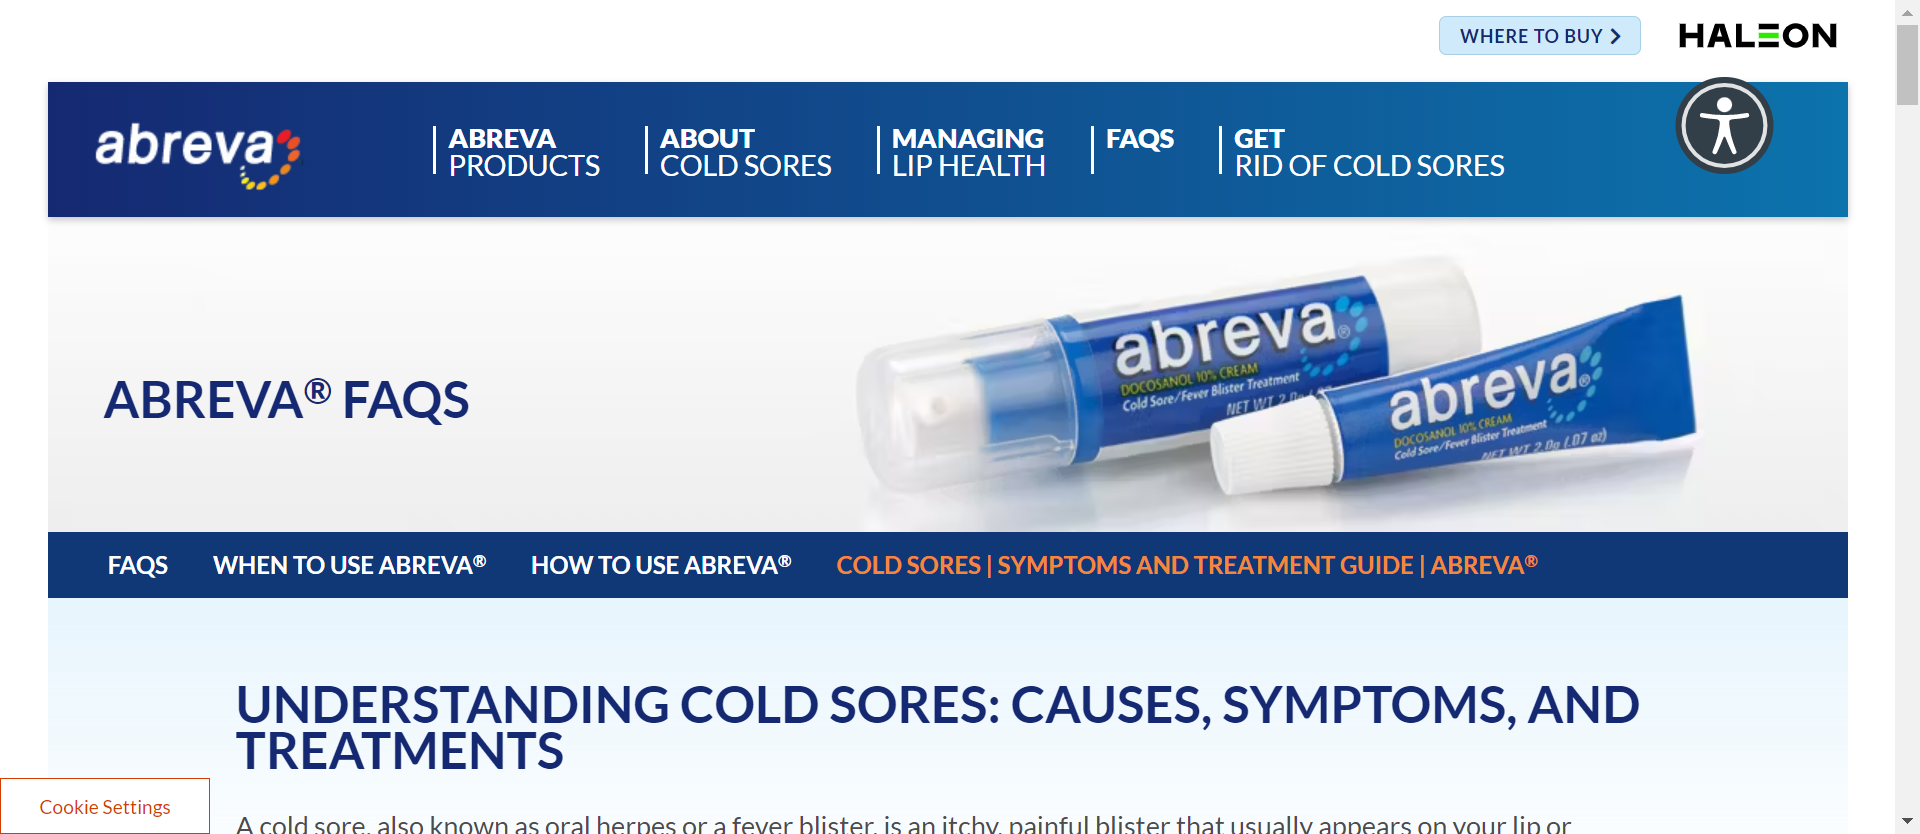 WHERE TO BUY
HALEON
abreva
ABREVA
PRODUCTS
ABOUT
COLD SORES
MANAGING
LIP HEALTH
FAQS
GET
RID OF COLD SORES
abreva®
DOCOSANOL 10% CREAM
Cold Sore/Fever Blister Treatment
NET WT 2.0g
abreva®
DOCOSANOL 10% CREAM
Cold Sore/Fever Blister Treatment
NET WT 2.0g (.07 oz)
ABREVA® FAQS
FAQS
WHEN TO USE ABREVA®
HOW TO USE ABREVA®
COLD SORES | SYMPTOMS AND TREATMENT GUIDE | ABREVA®
UNDERSTANDING COLD SORES: CAUSES, SYMPTOMS, AND
TREATMENTS
Cookie Settings
A cold sore, also known as oral herpes or a fever blister, is an itchy, painful blister that usually appears on your lip or